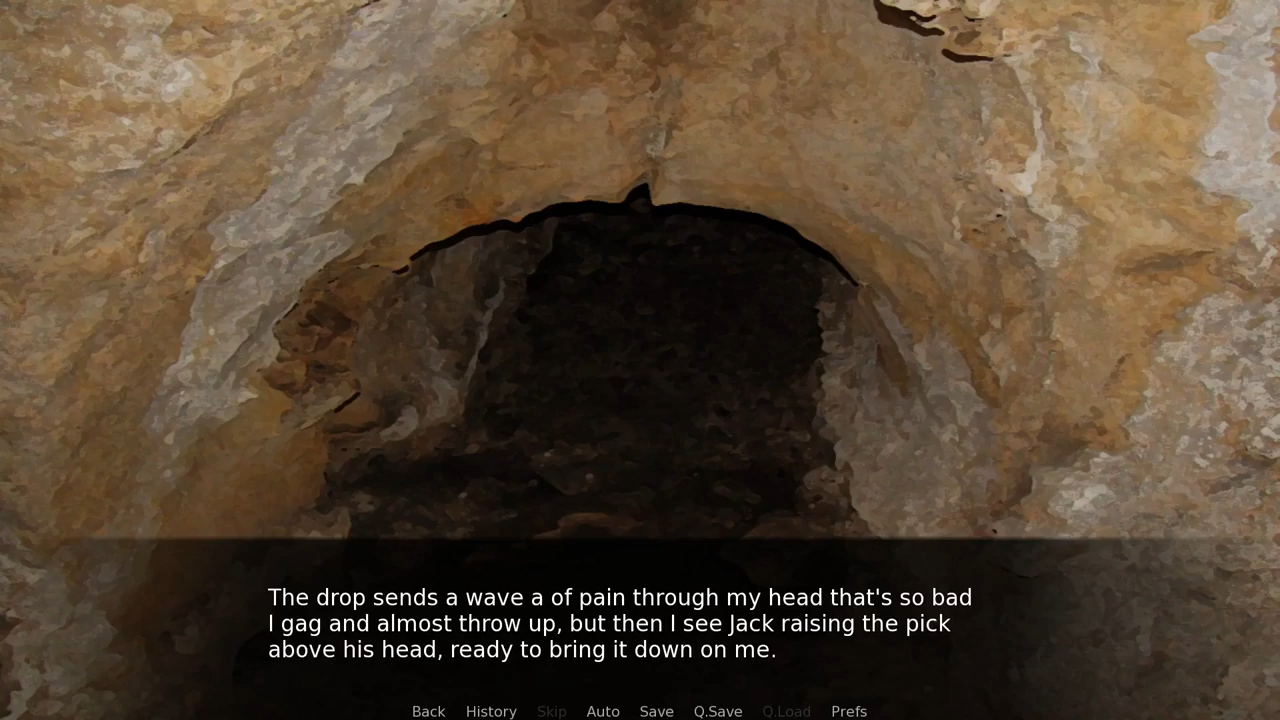 The drop sends a wave a of pain through my head that's so bad
I gag and almost throw up, but then I see Jack raising the pick
above his head, ready to bring it down on me.
Back History Skip Auto Save Q.Save Q.Load Prefs